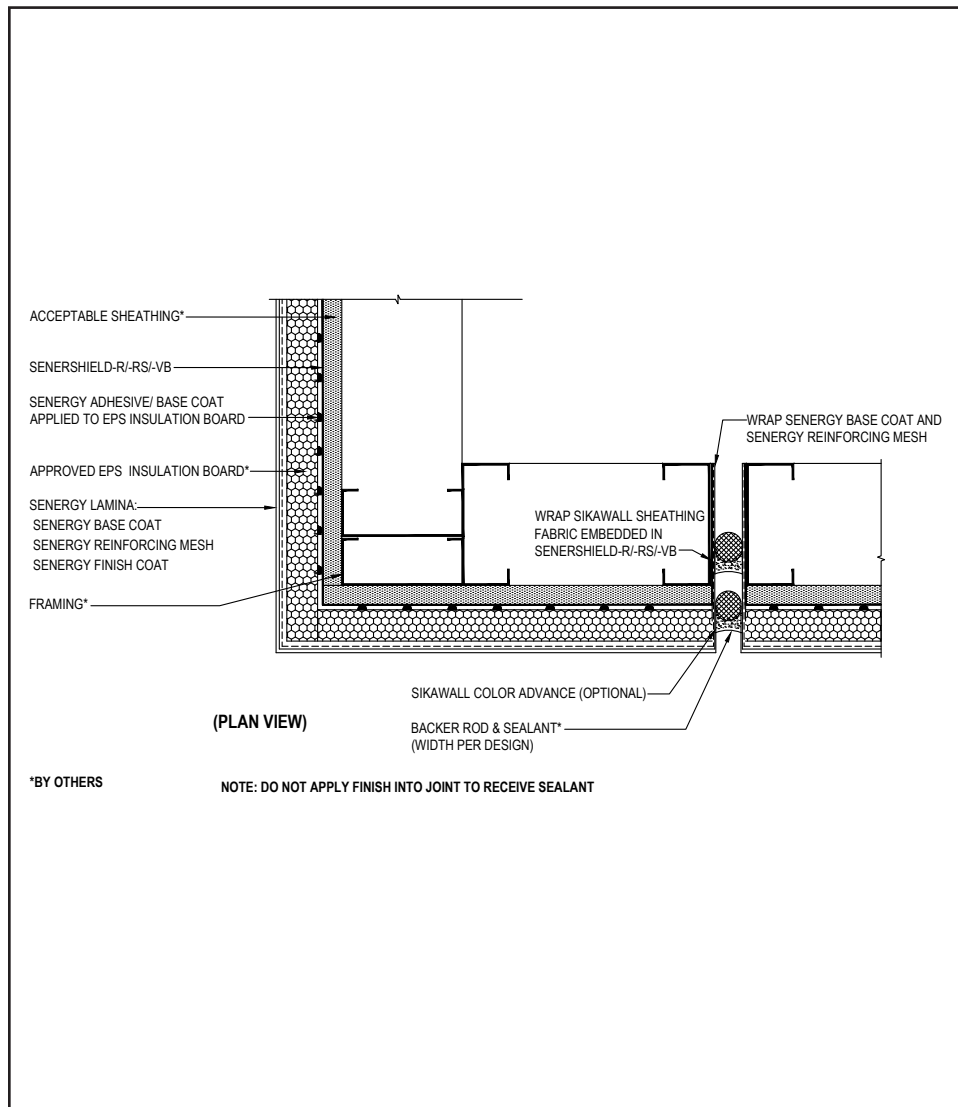 ACCEPTABLE SHEATHING*
SENERSHIELD-R/-RS/-VB
SENERGY ADHESIVE/ BASE COAT
APPLIED TO EPS INSULATION BOARD
APPROVED EPS INSULATION BOARD*
SENERGY LAMINA:
SENERGY BASE COAT
SENERGY REINFORCING MESH
SENERGY FINISH COAT
FRAMING*
WRAP SENERGY BASE COAT AND
SENERGY REINFORCING MESH
WRAP SIKAWALL SHEATHING
FABRIC EMBEDDED IN
SENERSHIELD-R/-RS/-VB
SIKAWALL COLOR ADVANCE (OPTIONAL)
BACKER ROD & SEALANT*
(WIDTH PER DESIGN)
(PLAN VIEW)
*BY OTHERS
NOTE: DO NOT APPLY FINISH INTO JOINT TO RECEIVE SEALANT